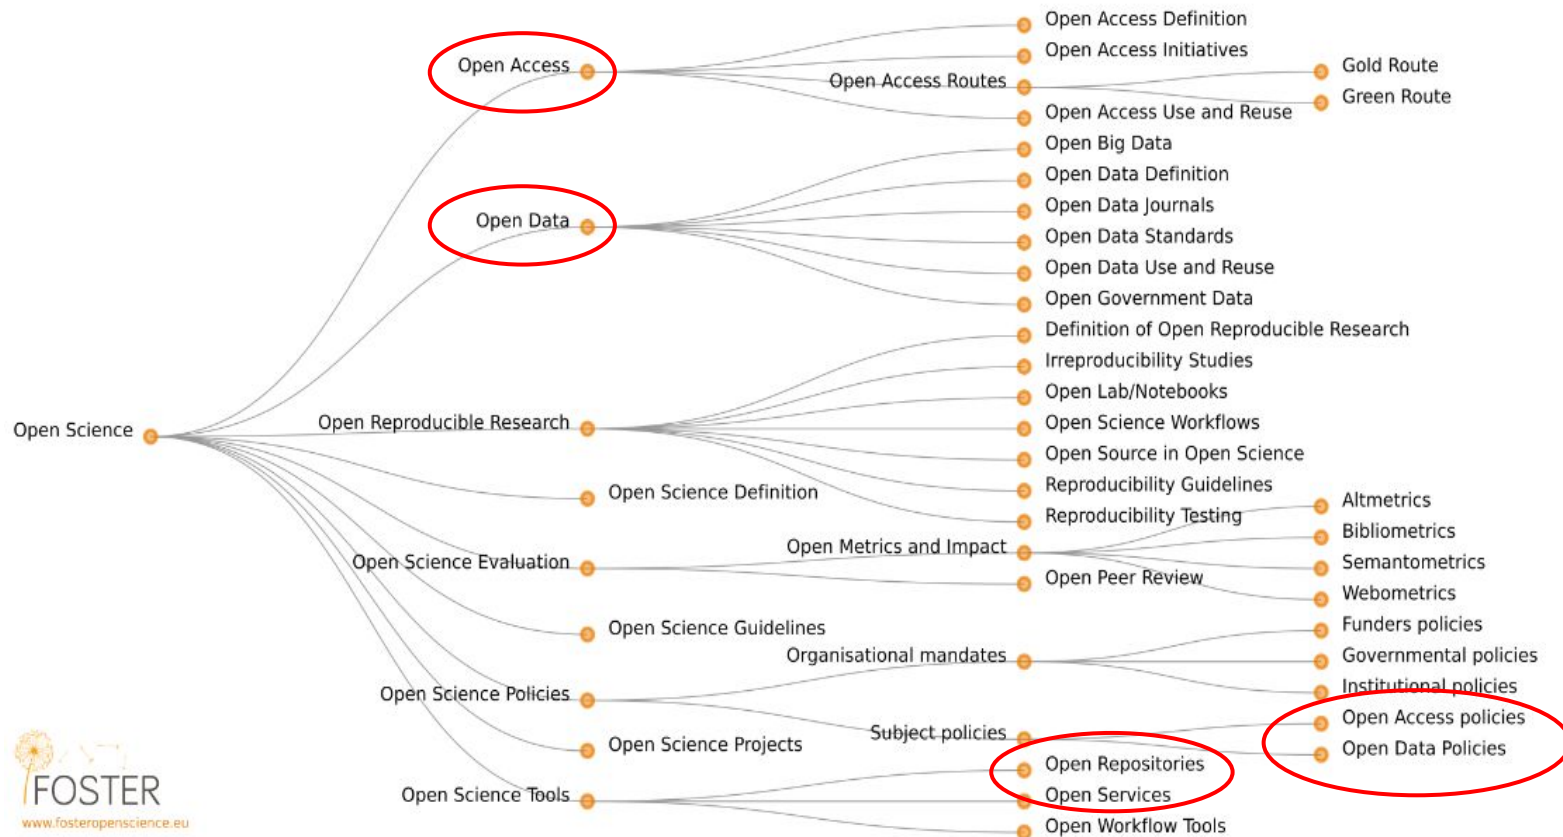 Open Access Definition
Open Access Initiatives
Open Access
Open Access Routes
Gold Route
Green Route
Open Access Use and Reuse
Open Big Data
Open Data Definition
Open Data Journals
Open Data
Open Data Standards
Open Data Use and Reuse
Open Government Data
Definition of Open Reproducible Research
Irreproducibility Studies
Open Lab/Notebooks
Open Science
Open Reproducible Research
Open Science Workflows
Open Source in Open Science
Reproducibility Guidelines
Open Science Definition
Reproducibility Testing
Altmetrics
Bibliometrics
Open Metrics and Impact
Open Science Evaluation
Semantometrics
Open Peer Review
Webometrics
Open Science Guidelines
Funders policies
Organisational mandates
Governmental policies
Open Science Policies
Institutional policies
Open Access policies
Subject policies
Open Science Projects
Open Data Policies
Open Repositories
Open Science Tools
Open Services
Open Workflow Tools
FOSTER
www.fosteropenscience.eu